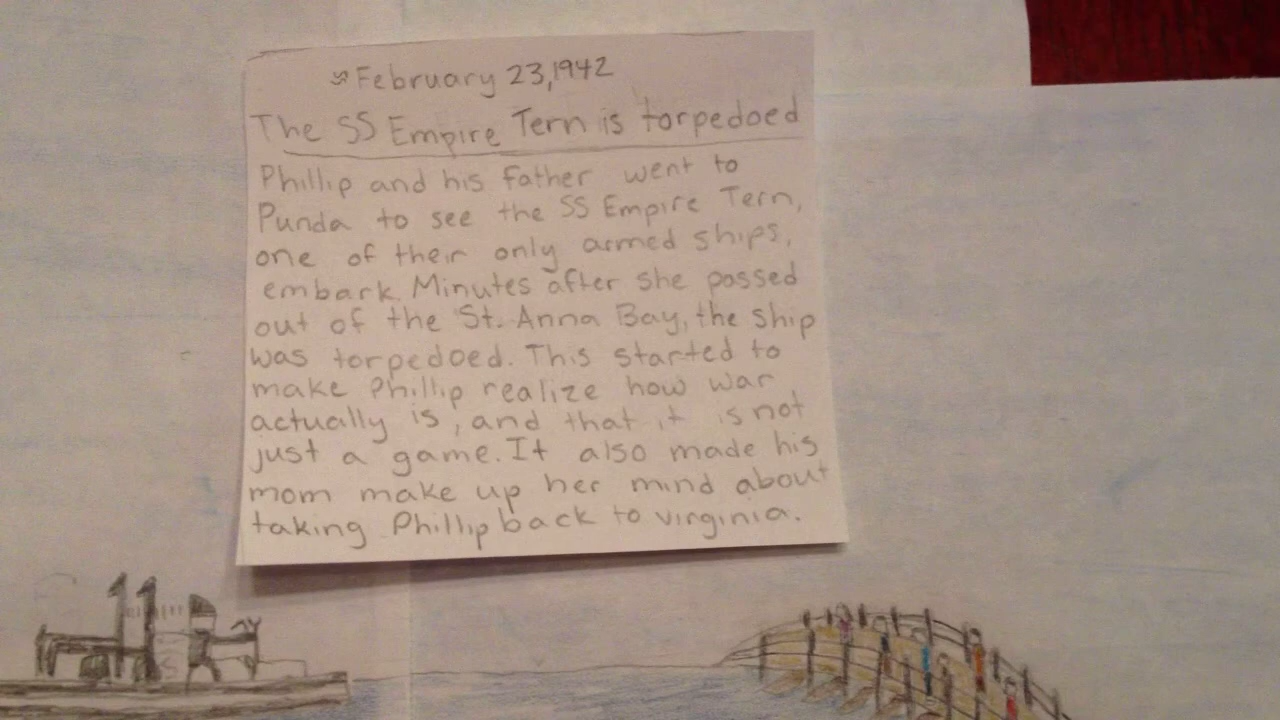 February 23, 1942
The SS Empire Tern is torpedoed
Phillip and his father went to
Punda to see the SS Empire Tern,
one of their only armed ships,
embark. Minutes after she passed
out of the St. Anna Bay, the ship
was torpedoed. This started to
make Phillip realize how war
actually is, and that it is not
just a game. It also made his
mom make up her mind about
taking Phillip back to virginia.